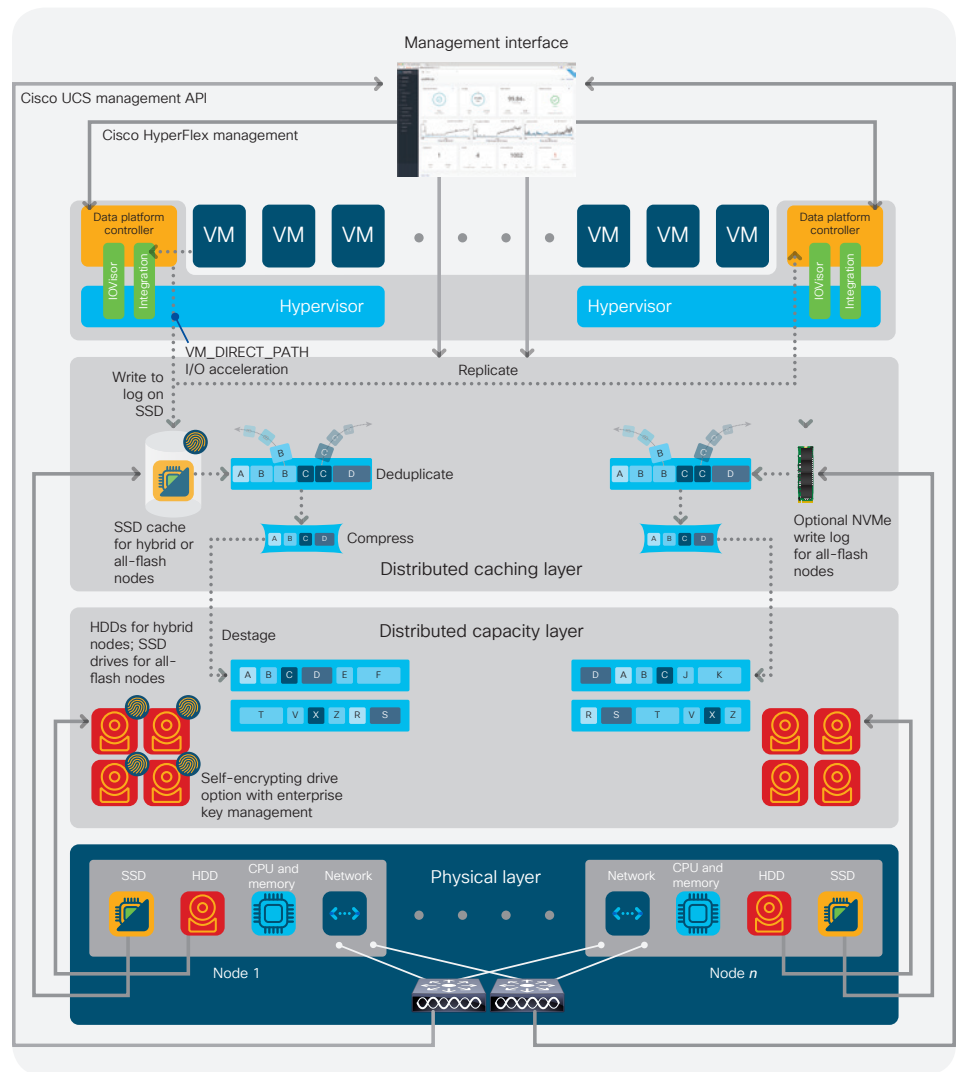 Management interface
Cisco UCS management API
Cisco HyperFlex management
Data platform
controller
IOVisor
Integration
VM
VM
VM
VM
VM
VM
Data platform
controller
IOVisor
Integration
Hypervisor
Hypervisor
VM_DIRECT_PATH
I/O acceleration
Write to
log on
SSD
Replicate
B
C
A B B C C D
Deduplicate
B
C
A B B C C D
SSD cache
for hybrid or
all-flash
nodes
A B C D
Compress
A B C D
Optional NVMe
write log
for all-flash
nodes
Distributed caching layer
HDDs for hybrid
nodes; SSD
drives for all-
flash nodes
Destage
Distributed capacity layer
A B C D E F
D A B C J K
T V X Z R S
R S T V X Z
Self-encrypting drive
option with enterprise
key management
SSD
HDD
CPU and
memory
Network
Physical layer
Network
CPU and
memory
HDD
SSD
Node 1
Node n